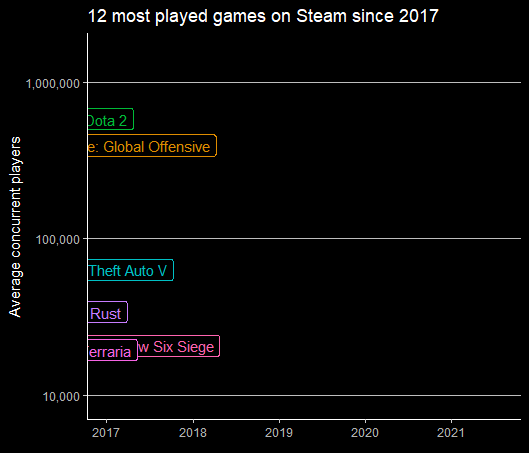 12 most played games on Steam since 2017
Average concurrent players
1,000,000
Dota 2
e: Global Offensive
100,000
Theft Auto V
Rust
w Six Siege
erraria
10,000
2017 2018 2019 2020 2021